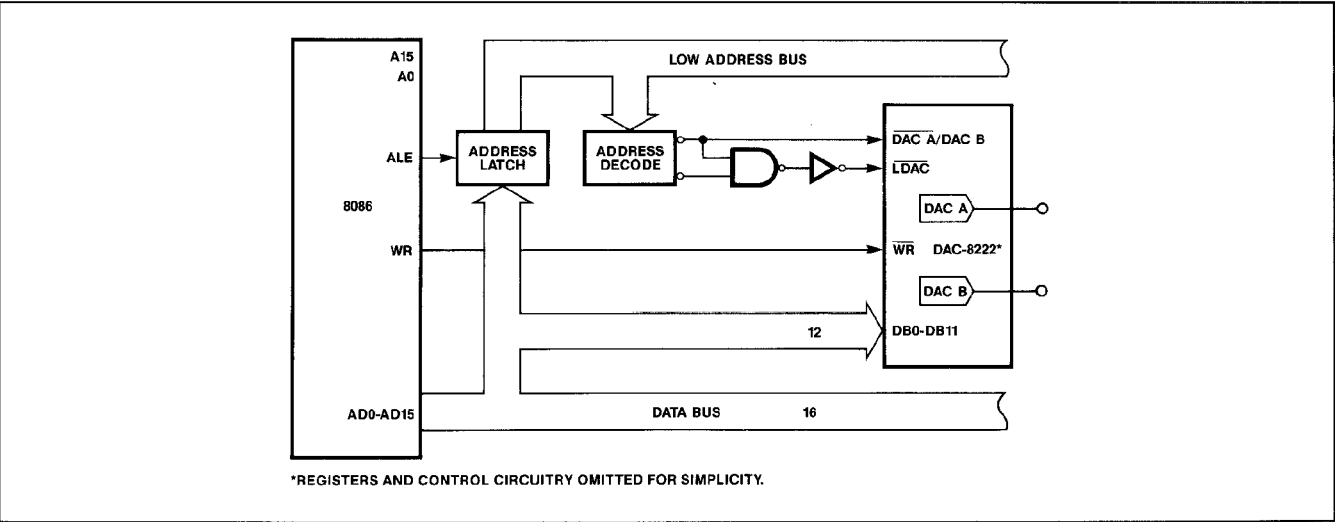 A15
A0
LOW ADDRESS BUS
ALE
ADDRESS
LATCH
ADDRESS
DECODE
DAC A/DAC B
LDAC
8086
DAC A
WR
WR
DAC-8222*
DAC B
12
DB0-DB11
AD0-AD15
DATA BUS
16
*REGISTERS AND CONTROL CIRCUITRY OMITTED FOR SIMPLICITY.